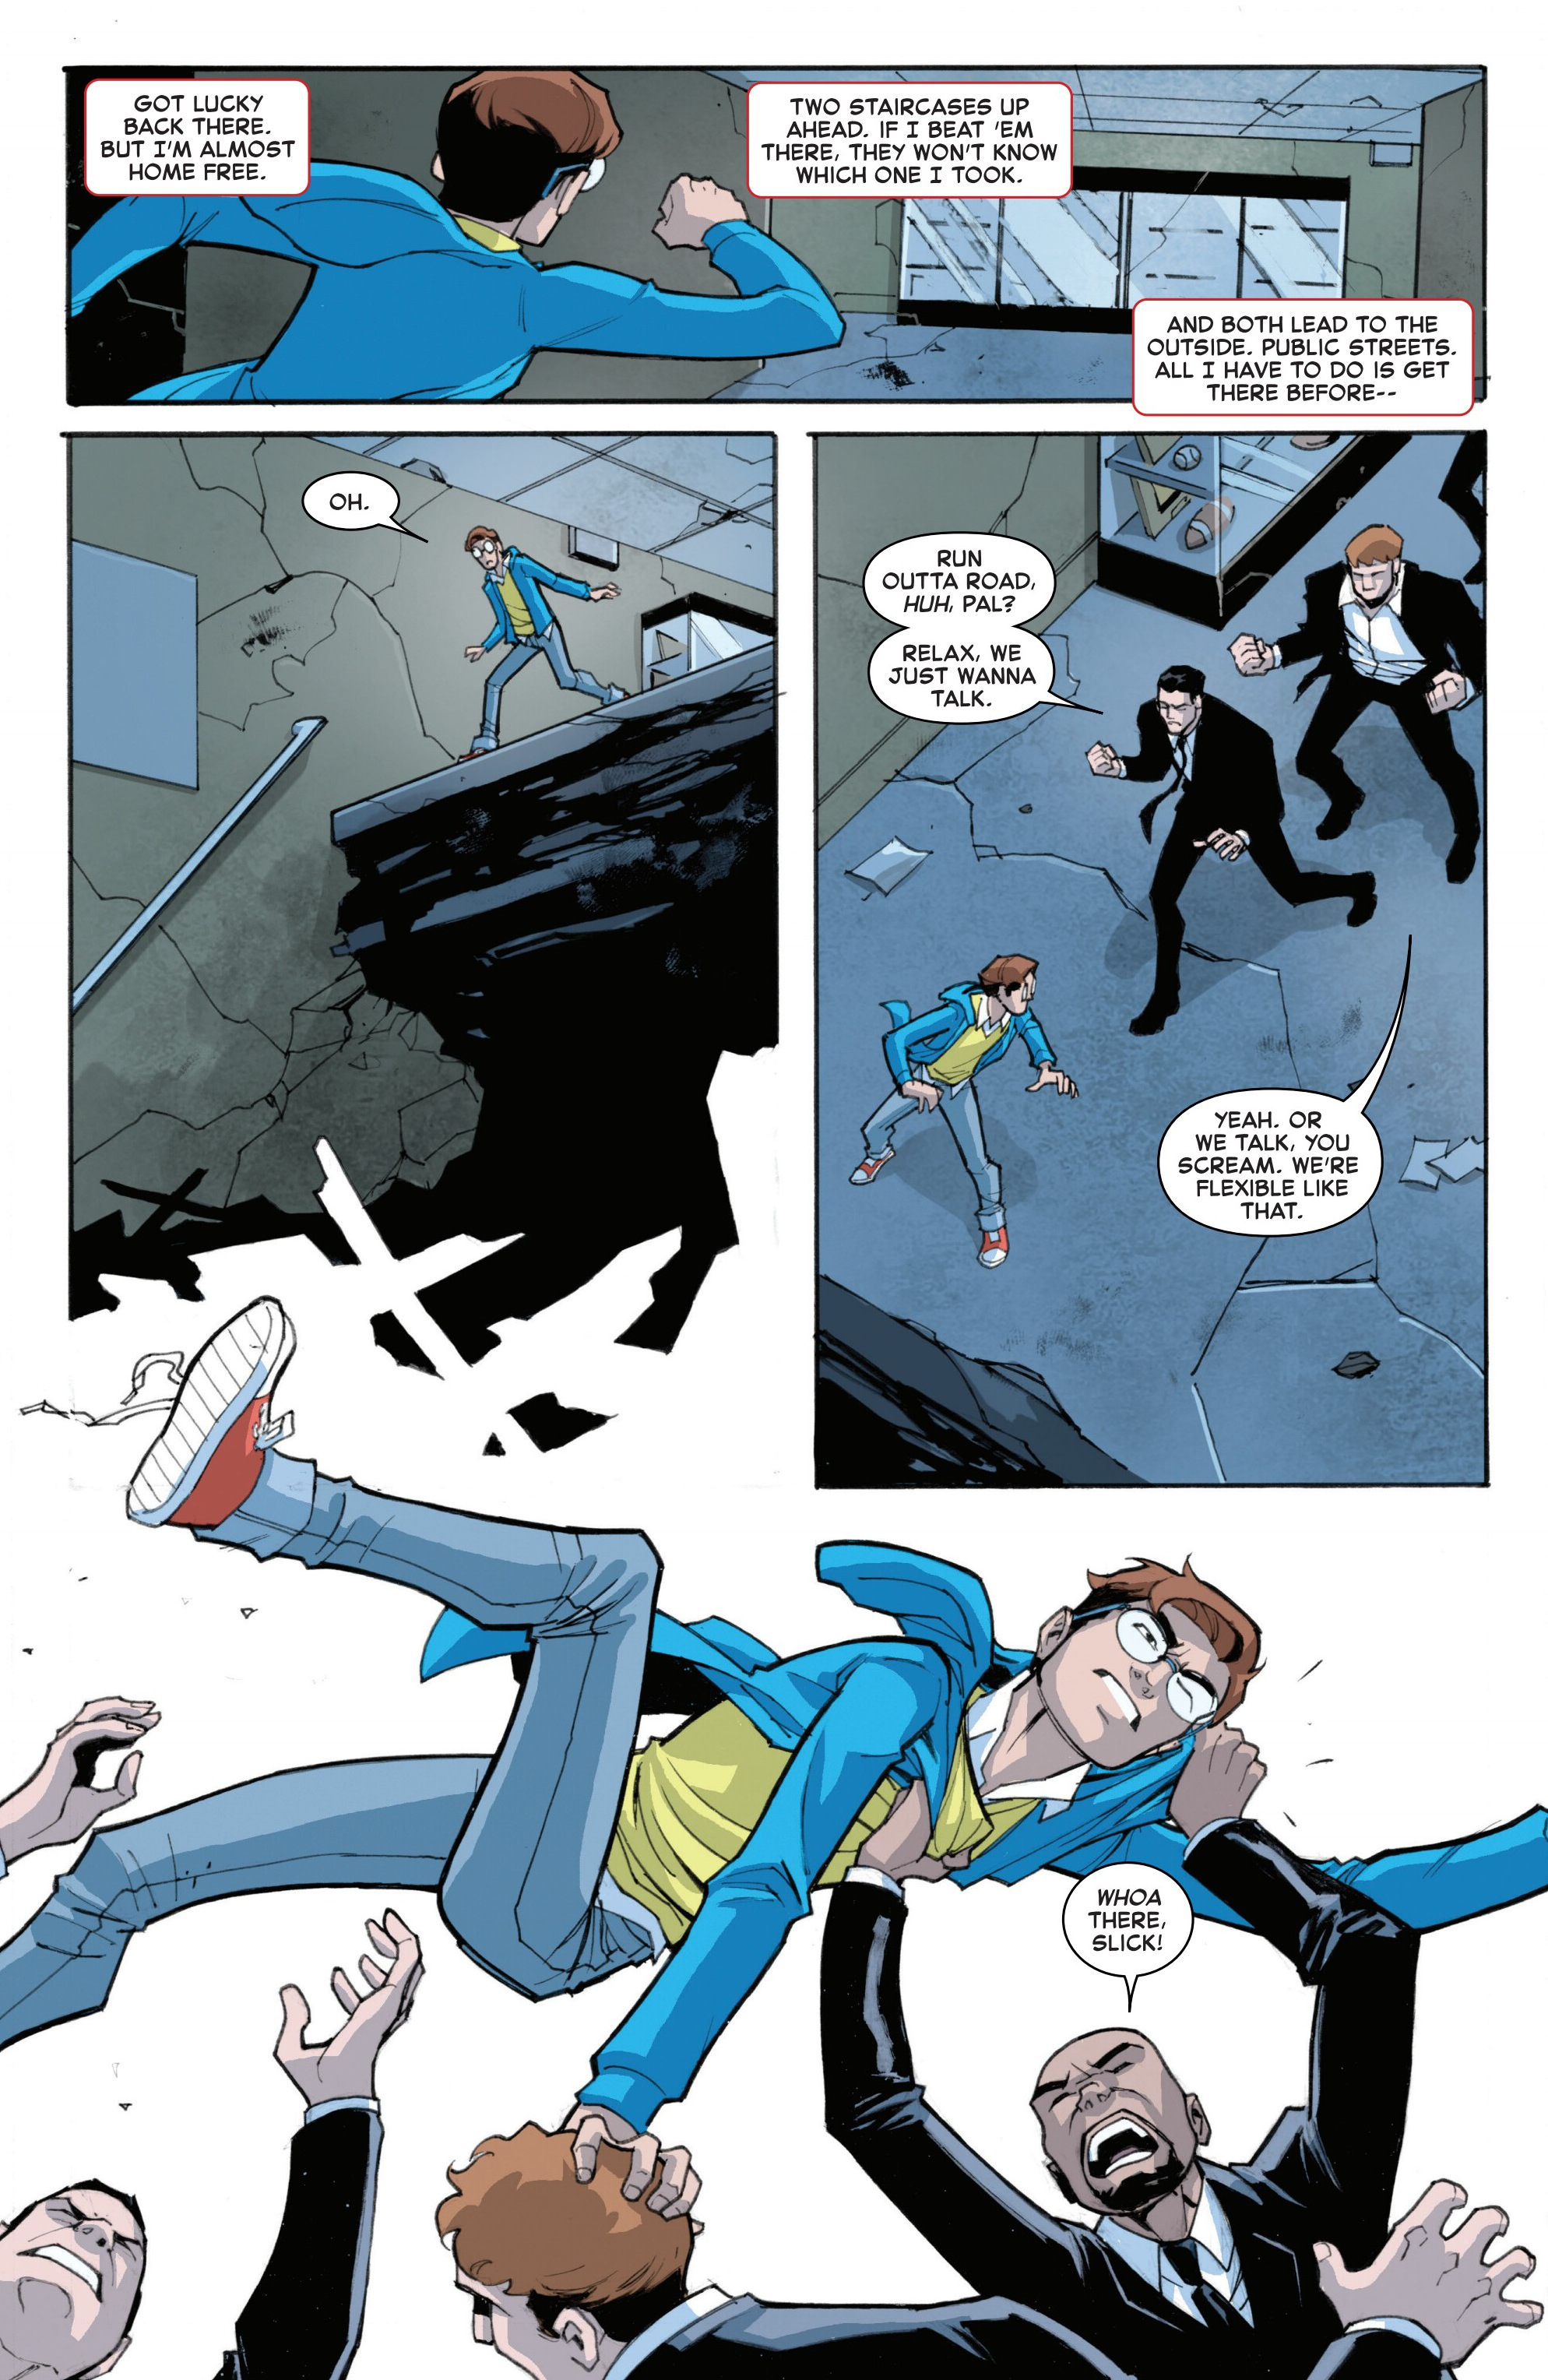 GOT LUCKY
BACK THERE.
BUT I'M ALMOST
HOME FREE.
TWO STAIRCASES UP
AHEAD. IF I BEAT 'EM
THERE, THEY WON'T KNOW
WHICH ONE I TOOK.
AND BOTH LEAD TO THE
OUTSIDE. PUBLIC STREETS.
ALL I HAVE TO DO IS GET
THERE BEFORE--
OH.
RUN
OUTTA ROAD,
HUH, PAL?
RELAX, WE
JUST WANNA
TALK.
YEAH. OR
WE TALK, YOU
SCREAM. WE'RE
FLEXIBLE LIKE
THAT.
WHOA
THERE,
SLICK!